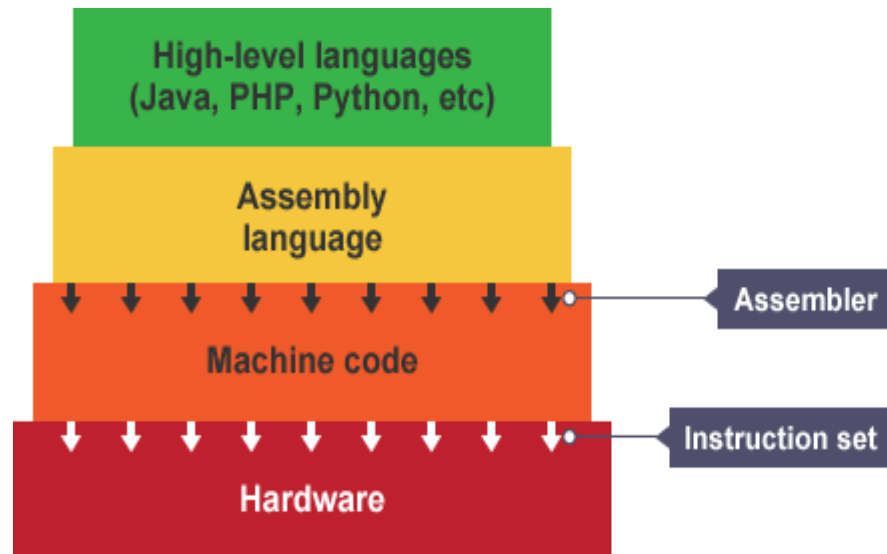 High-level languages
(Java, PHP, Python, etc)
Assembly
language
Assembler
Machine code
Instruction set
Hardware